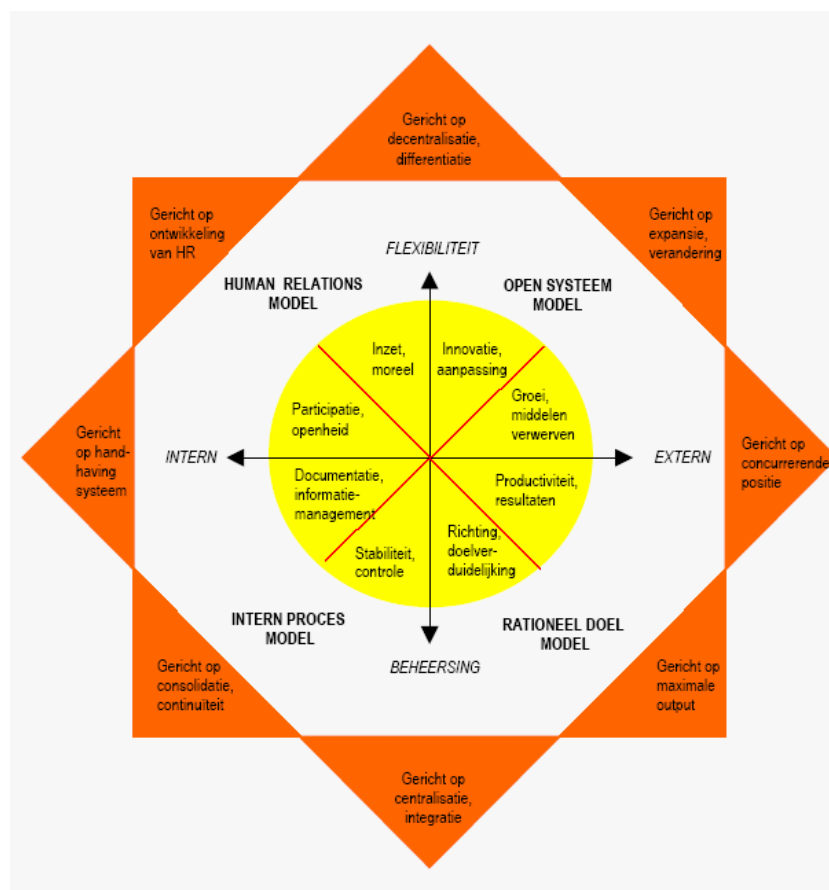 Gericht op
decentralisatie,
differentiatie
Gericht op
ontwikkeling
van HR
Gericht op
expansie,
verandering
FLEXIBILITEIT
HUMAN RELATIONS
MODEL
OPEN SYSTEEM
MODEL
Inzet,
moreel
Innovatie,
aanpassing
Participatie,
openheid
Groei,
middelen
verwerven
Gericht
op hand-
having
systeem
INTERN
EXTERN
Gericht op
concurrerende
positie
Documentatie,
informatie-
management
Productiviteit,
resultaten
Stabiliteit,
controle
Richting,
doelver-
duidelijking
INTERN PROCES
MODEL
RATIONEEL DOEL
MODEL
BEHEERSING
Gericht op
consolidatie,
continuïteit
Gericht op
maximale
output
Gericht op
centralisatie,
integratie